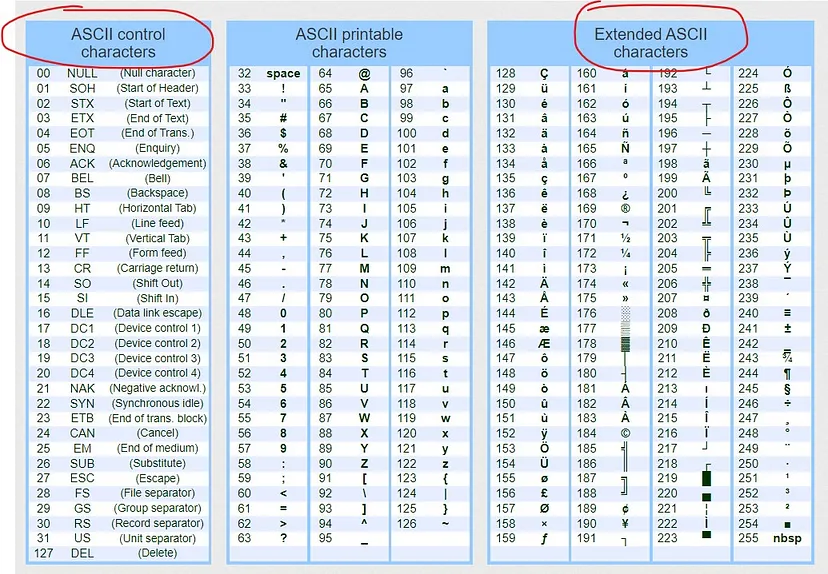 ASCII control
characters
00 NULL (Null character)
01 SOH (Start of Header)
02 STX (Start of Text)
03 ETX (End of Text)
04 EOT (End of Trans.)
05 ENQ (Enquiry)
06 ACK (Acknowledgement)
07 BEL (Bell)
08 BS (Backspace)
09 HT (Horizontal Tab)
10 LF (Line feed)
11 VT (Vertical Tab)
12 FF (Form feed)
13 CR (Carriage return)
14 SO (Shift Out)
15 SI (Shift In)
16 DLE (Data link escape)
17 DC1 (Device control 1)
18 DC2 (Device control 2)
19 DC3 (Device control 3)
20 DC4 (Device control 4)
21 NAK (Negative acknowl.)
22 SYN (Synchronous idle)
23 ETB (End of trans. block)
24 CAN (Cancel)
25 EM (End of medium)
26 SUB (Substitute)
27 ESC (Escape)
28 FS (File separator)
29 GS (Group separator)
30 RS (Record separator)
31 US (Unit separator)
127 DEL (Delete)
ASCII printable
characters
32 space 64 @ 96 `
33 ! 65 A 97 a
34 " 66 B 98 b
35 # 67 C 99 c
36 $ 68 D 100 d
37 % 69 E 101 e
38 & 70 F 102 f
39 ' 71 G 103 g
40 ( 72 H 104 h
41 ) 73 I 105 i
42 * 74 J 106 j
43 + 75 K 107 k
44 , 76 L 108 l
45 - 77 M 109 m
46 . 78 N 110 n
47 / 79 O 111 o
48 0 80 P 112 p
49 1 81 Q 113 q
50 2 82 R 114 r
51 3 83 S 115 s
52 4 84 T 116 t
53 5 85 U 117 u
54 6 86 V 118 v
55 7 87 W 119 w
56 8 88 X 120 x
57 9 89 Y 121 y
58 : 90 Z 122 z
59 ; 91 [ 123 {
60 < 92 \ 124 |
61 = 93 ] 125 }
62 > 94 ^ 126 ~
63 ? 95 _
Extended ASCII
characters
128 Ç 160 á 192 └ 224 Ó
129 ü 161 í 193 ┴ 225 ß
130 é 162 ó 194 ┬ 226 Ô
131 â 163 ú 195 ├ 227 Ò
132 ä 164 ñ 196 ─ 228 õ
133 à 165 Ñ 197 ┼ 229 Õ
134 å 166 ª 198 ã 230 µ
135 ç 167 º 199 Ã 231 þ
136 ê 168 ¿ 200 ╚ 232 Þ
137 ë 169 ® 201 ╔ 233 Ú
138 è 170 ¬ 202 ╩ 234 Û
139 ï 171 ½ 203 ╦ 235 Ù
140 î 172 ¼ 204 ╠ 236 ý
141 ì 173 ¡ 205 ═ 237 Ý
142 Ä 174 « 206 ╬ 238 ¯
143 Å 175 » 207 ¤ 239 ´
144 É 176 ░ 208 ð 240 ≡
145 æ 177 ▒ 209 Ð 241 ±
146 Æ 178 ▓ 210 Ê 242 ‗
147 ô 179 │ 211 Ë 243 ¾
148 ö 180 ┤ 212 È 244 ¶
149 ò 181 Á 213 ı 245 §
150 û 182 Â 214 Í 246 ÷
151 ù 183 À 215 Î 247 ¸
152 ÿ 184 © 216 Ï 248 °
153 Ö 185 ╣ 217 ┘ 249 ¨
154 Ü 186 ║ 218 ┌ 250 ·
155 ø 187 ╗ 219 █ 251 ¹
156 £ 188 ╝ 220 ▄ 252 ³
157 Ø 189 ¢ 221 ¦ 253 ²
158 × 190 ¥ 222 Ì 254 ■
159 ƒ 191 ┐ 223 ▀ 255 nbsp